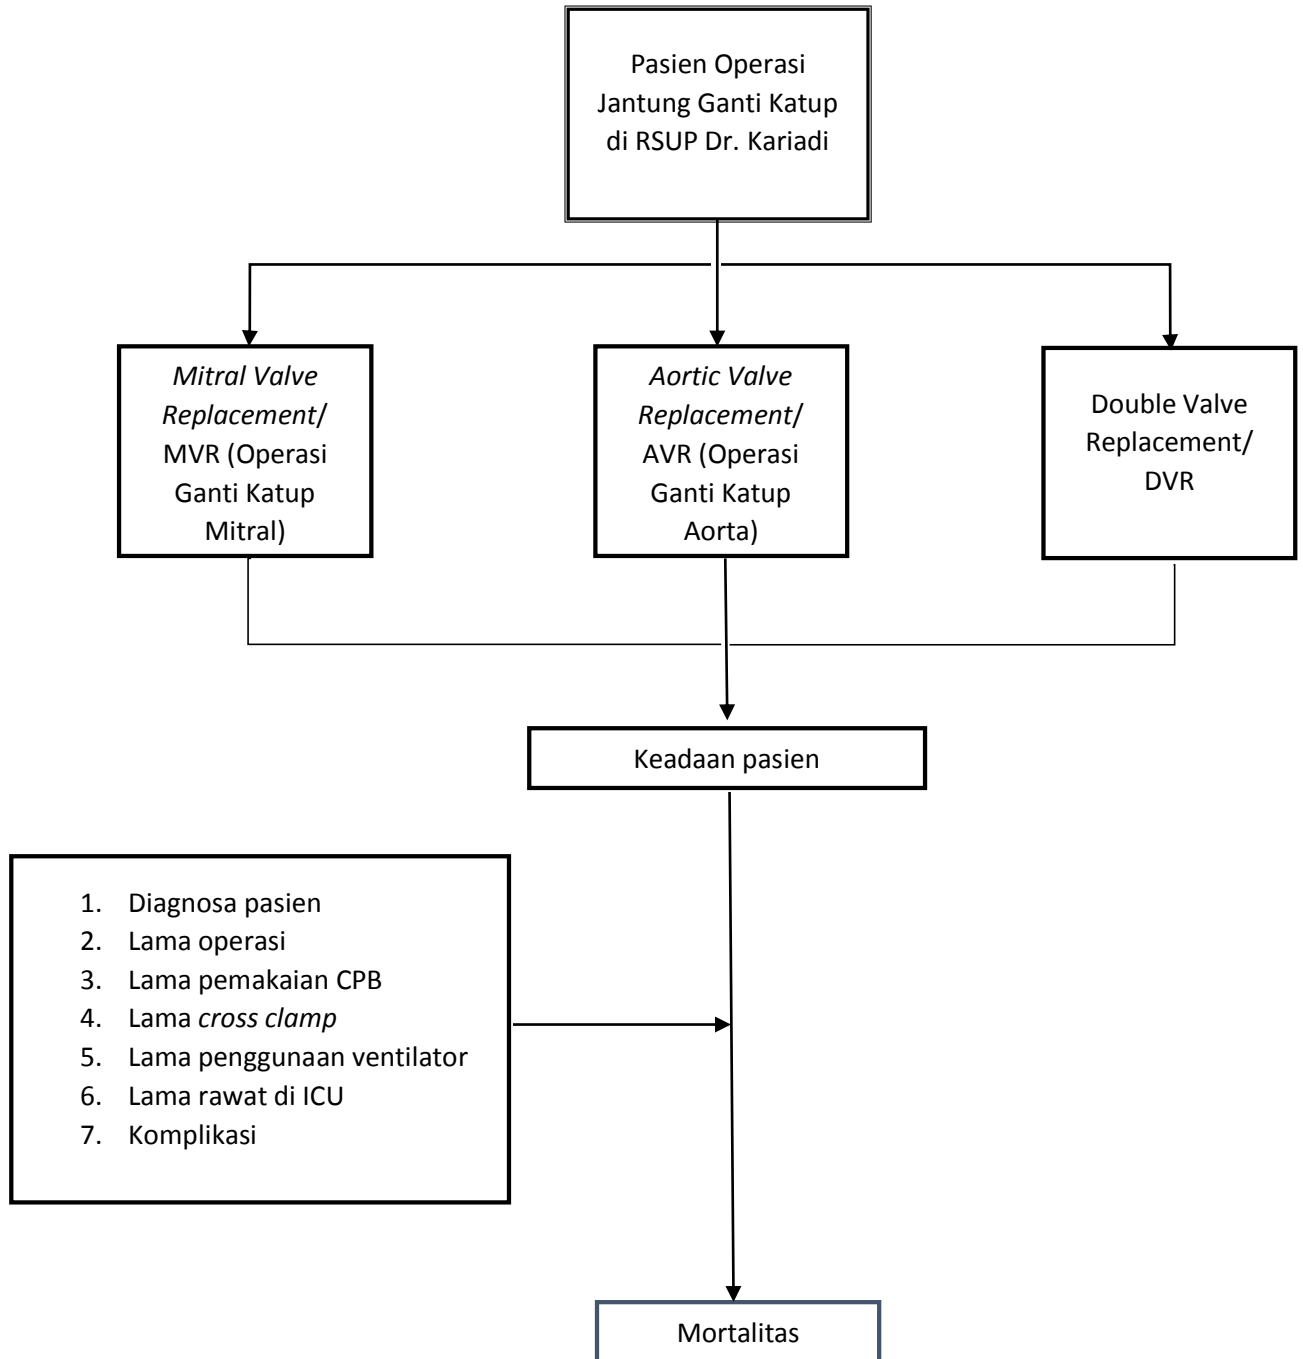 Pasien Operasi
Jantung Ganti Katup
di RSUP Dr. Kariadi
Mitral Valve
Replacement/
MVR (Operasi
Ganti Katup
Mitral)
Aortic Valve
Replacement/
AVR (Operasi
Ganti Katup
Aorta)
Double Valve
Replacement/
DVR
Keadaan pasien
1. Diagnosa pasien
2. Lama operasi
3. Lama pemakaian CPB
4. Lama cross clamp
5. Lama penggunaan ventilator
6. Lama rawat di ICU
7. Komplikasi
Mortalitas